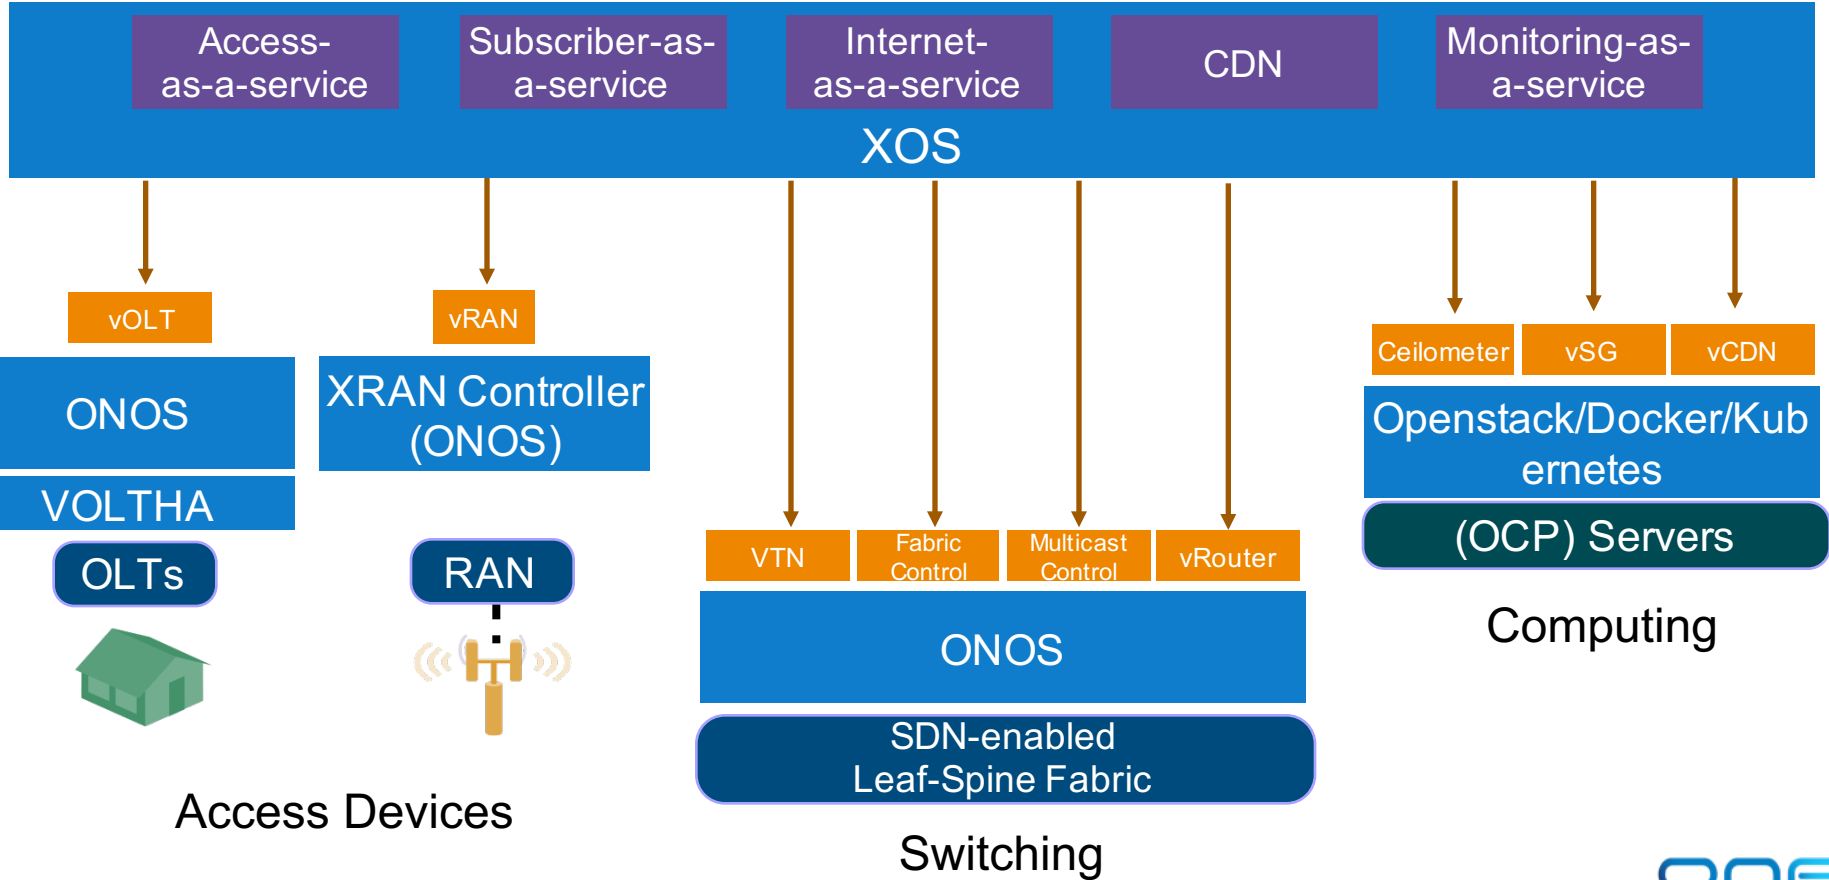 Access-
as-a-service
Subscriber-as-
a-service
Internet-
as-a-service
CDN
Monitoring-as-
a-service
XOS
vOLT
vRAN
ONOS
VOLTHA
OLTs
XRAN Controller
(ONOS)
RAN
Access Devices
VTN
Fabric
Control
Multicast
Control
vRouter
ONOS
SDN-enabled
Leaf-Spine Fabric
Switching
Ceilometer
vSG
vCDN
Openstack/Docker/Kub
ernetes
(OCP) Servers
Computing